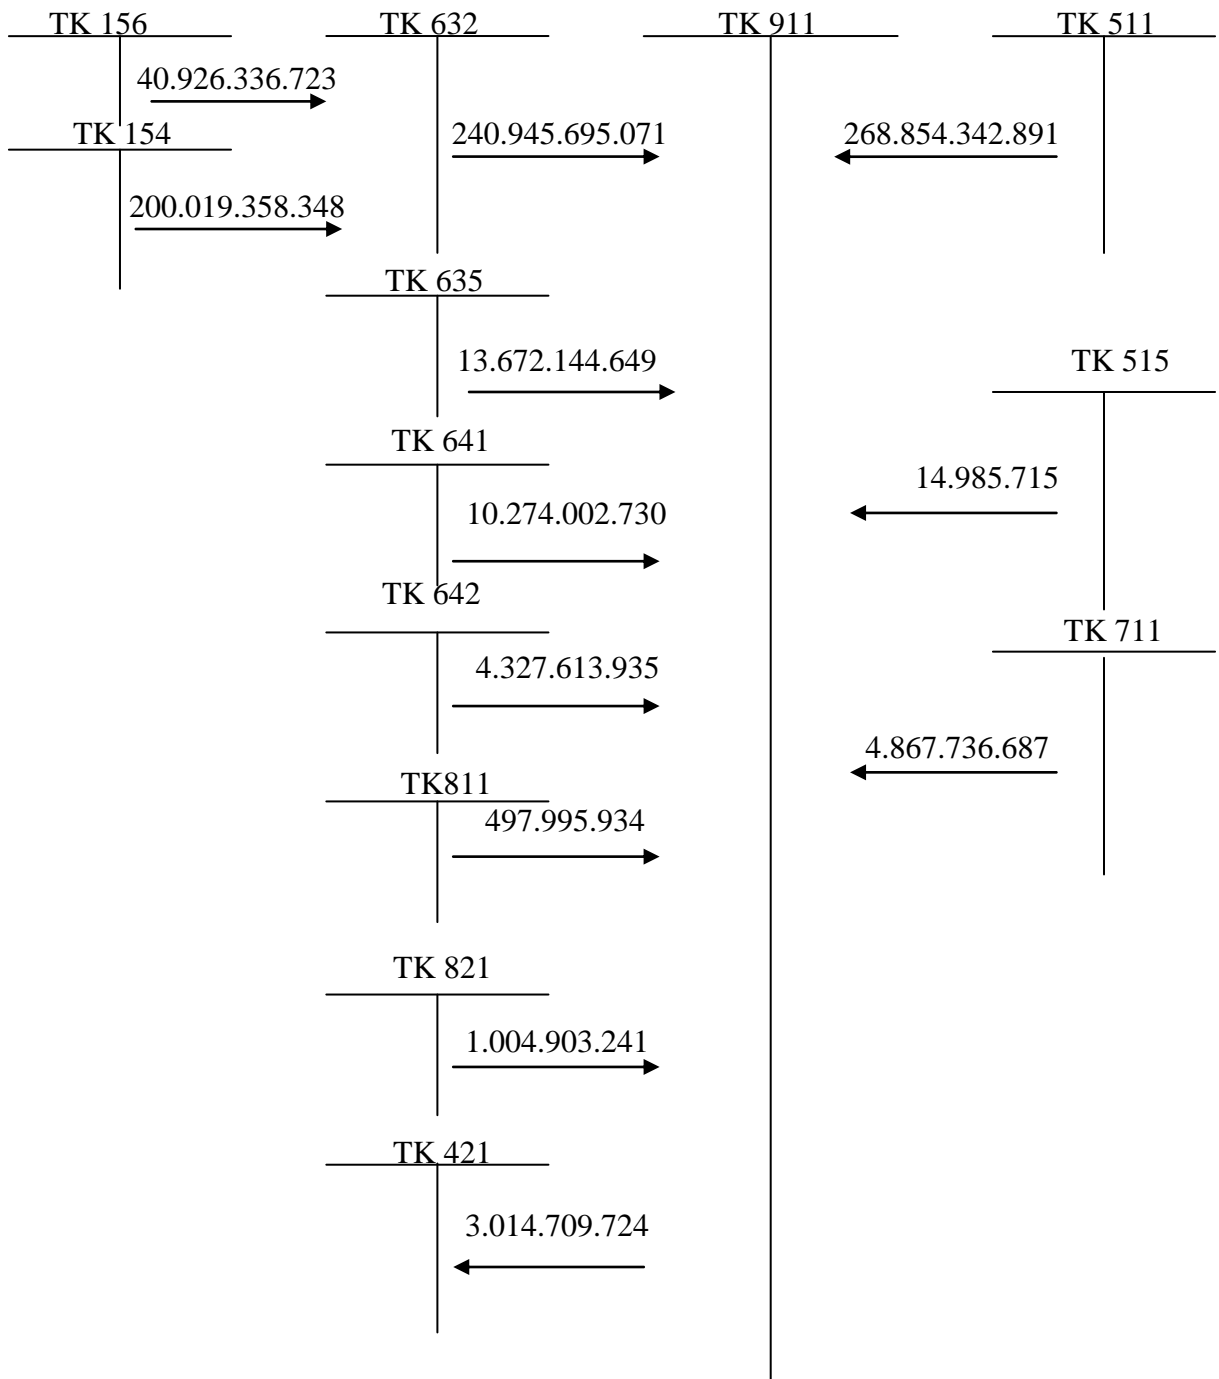 TK 156 TK 632 TK 911 TK 511
40.926.336.723
TK 154 240.945.695.071 268.854.342.891
200.019.358.348
TK 635
13.672.144.649 TK 515
TK 641
14.985.715
10.274.002.730
TK 642
TK 711
4.327.613.935
4.867.736.687
TK811
497.995.934
TK 821
1.004.903.241
TK 421
3.014.709.724